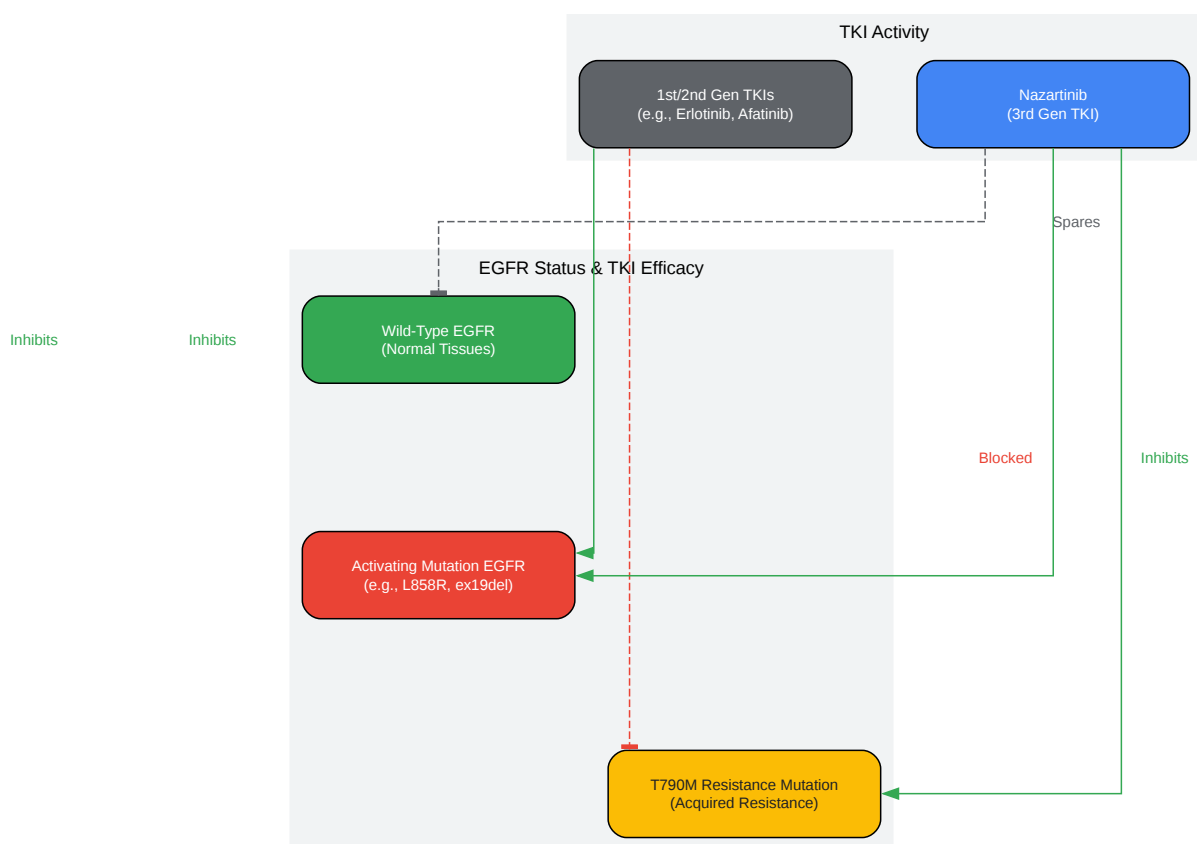 TKI Activity
1st/2nd Gen TKIs
(e.g., Erlotinib, Afatinib)
Nazartinib
(3rd Gen TKI)
Spares
EGFR Status & TKI Efficacy
Wild-Type EGFR
(Normal Tissues)
Inhibits
Inhibits
Blocked
Inhibits
Activating Mutation EGFR
(e.g., L858R, ex19del)
T790M Resistance Mutation
(Acquired Resistance)